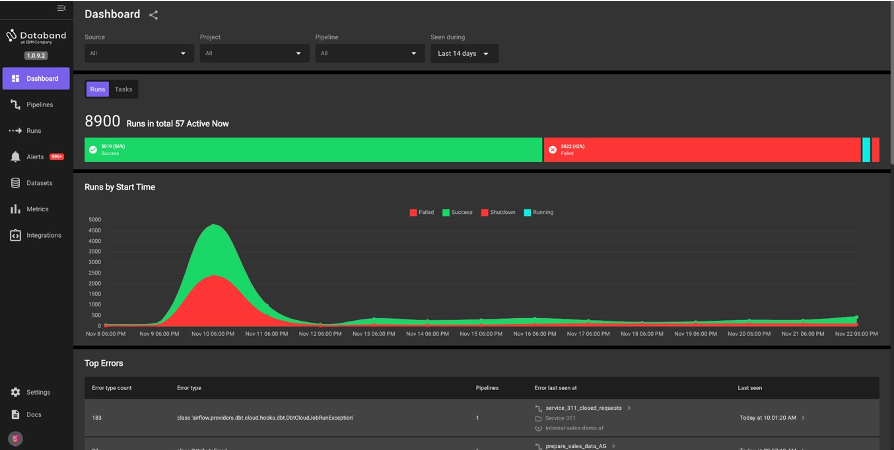 Dashboard
Source
Project
Pipeline
Seen during
All
All
All
Last 14 days
Databand
an IBM Company
1.0.9.2
Dashboard
Pipelines
Runs
Alerts 999+
Datasets
Metrics
Integrations
Settings
Docs
Runs Tasks
8900 Runs in total 57 Active Now
Success
3822 (43%)
Failed
Runs by Start Time
Failed Success Shutdown Running
5000
4500
4000
3500
3000
2500
2000
1500
1000
500
0
Nov 8 06:00 PM Nov 9 06:00 PM Nov 10 06:00 PM Nov 11 06:00 PM Nov 12 06:00 PM Nov 13 06:00 PM Nov 14 06:00 PM Nov 15 06:00 PM Nov 16 06:00 PM Nov 17 06:00 PM Nov 18 06:00 PM Nov 19 06:00 PM Nov 20 06:00 PM Nov 21 06:00 PM Nov 22 06:00 PM
Top Errors
Error type count Error type Pipelines Error last seen at Last seen
183 class 'airflow.providers.dbt.cloud.hooks.dbt.DbtCloudJobRunException' 1 service_311_closed_requests Today at 10:01:20 AM
Service 311
internal-sales-demo-af
prepare_sales_data_AG